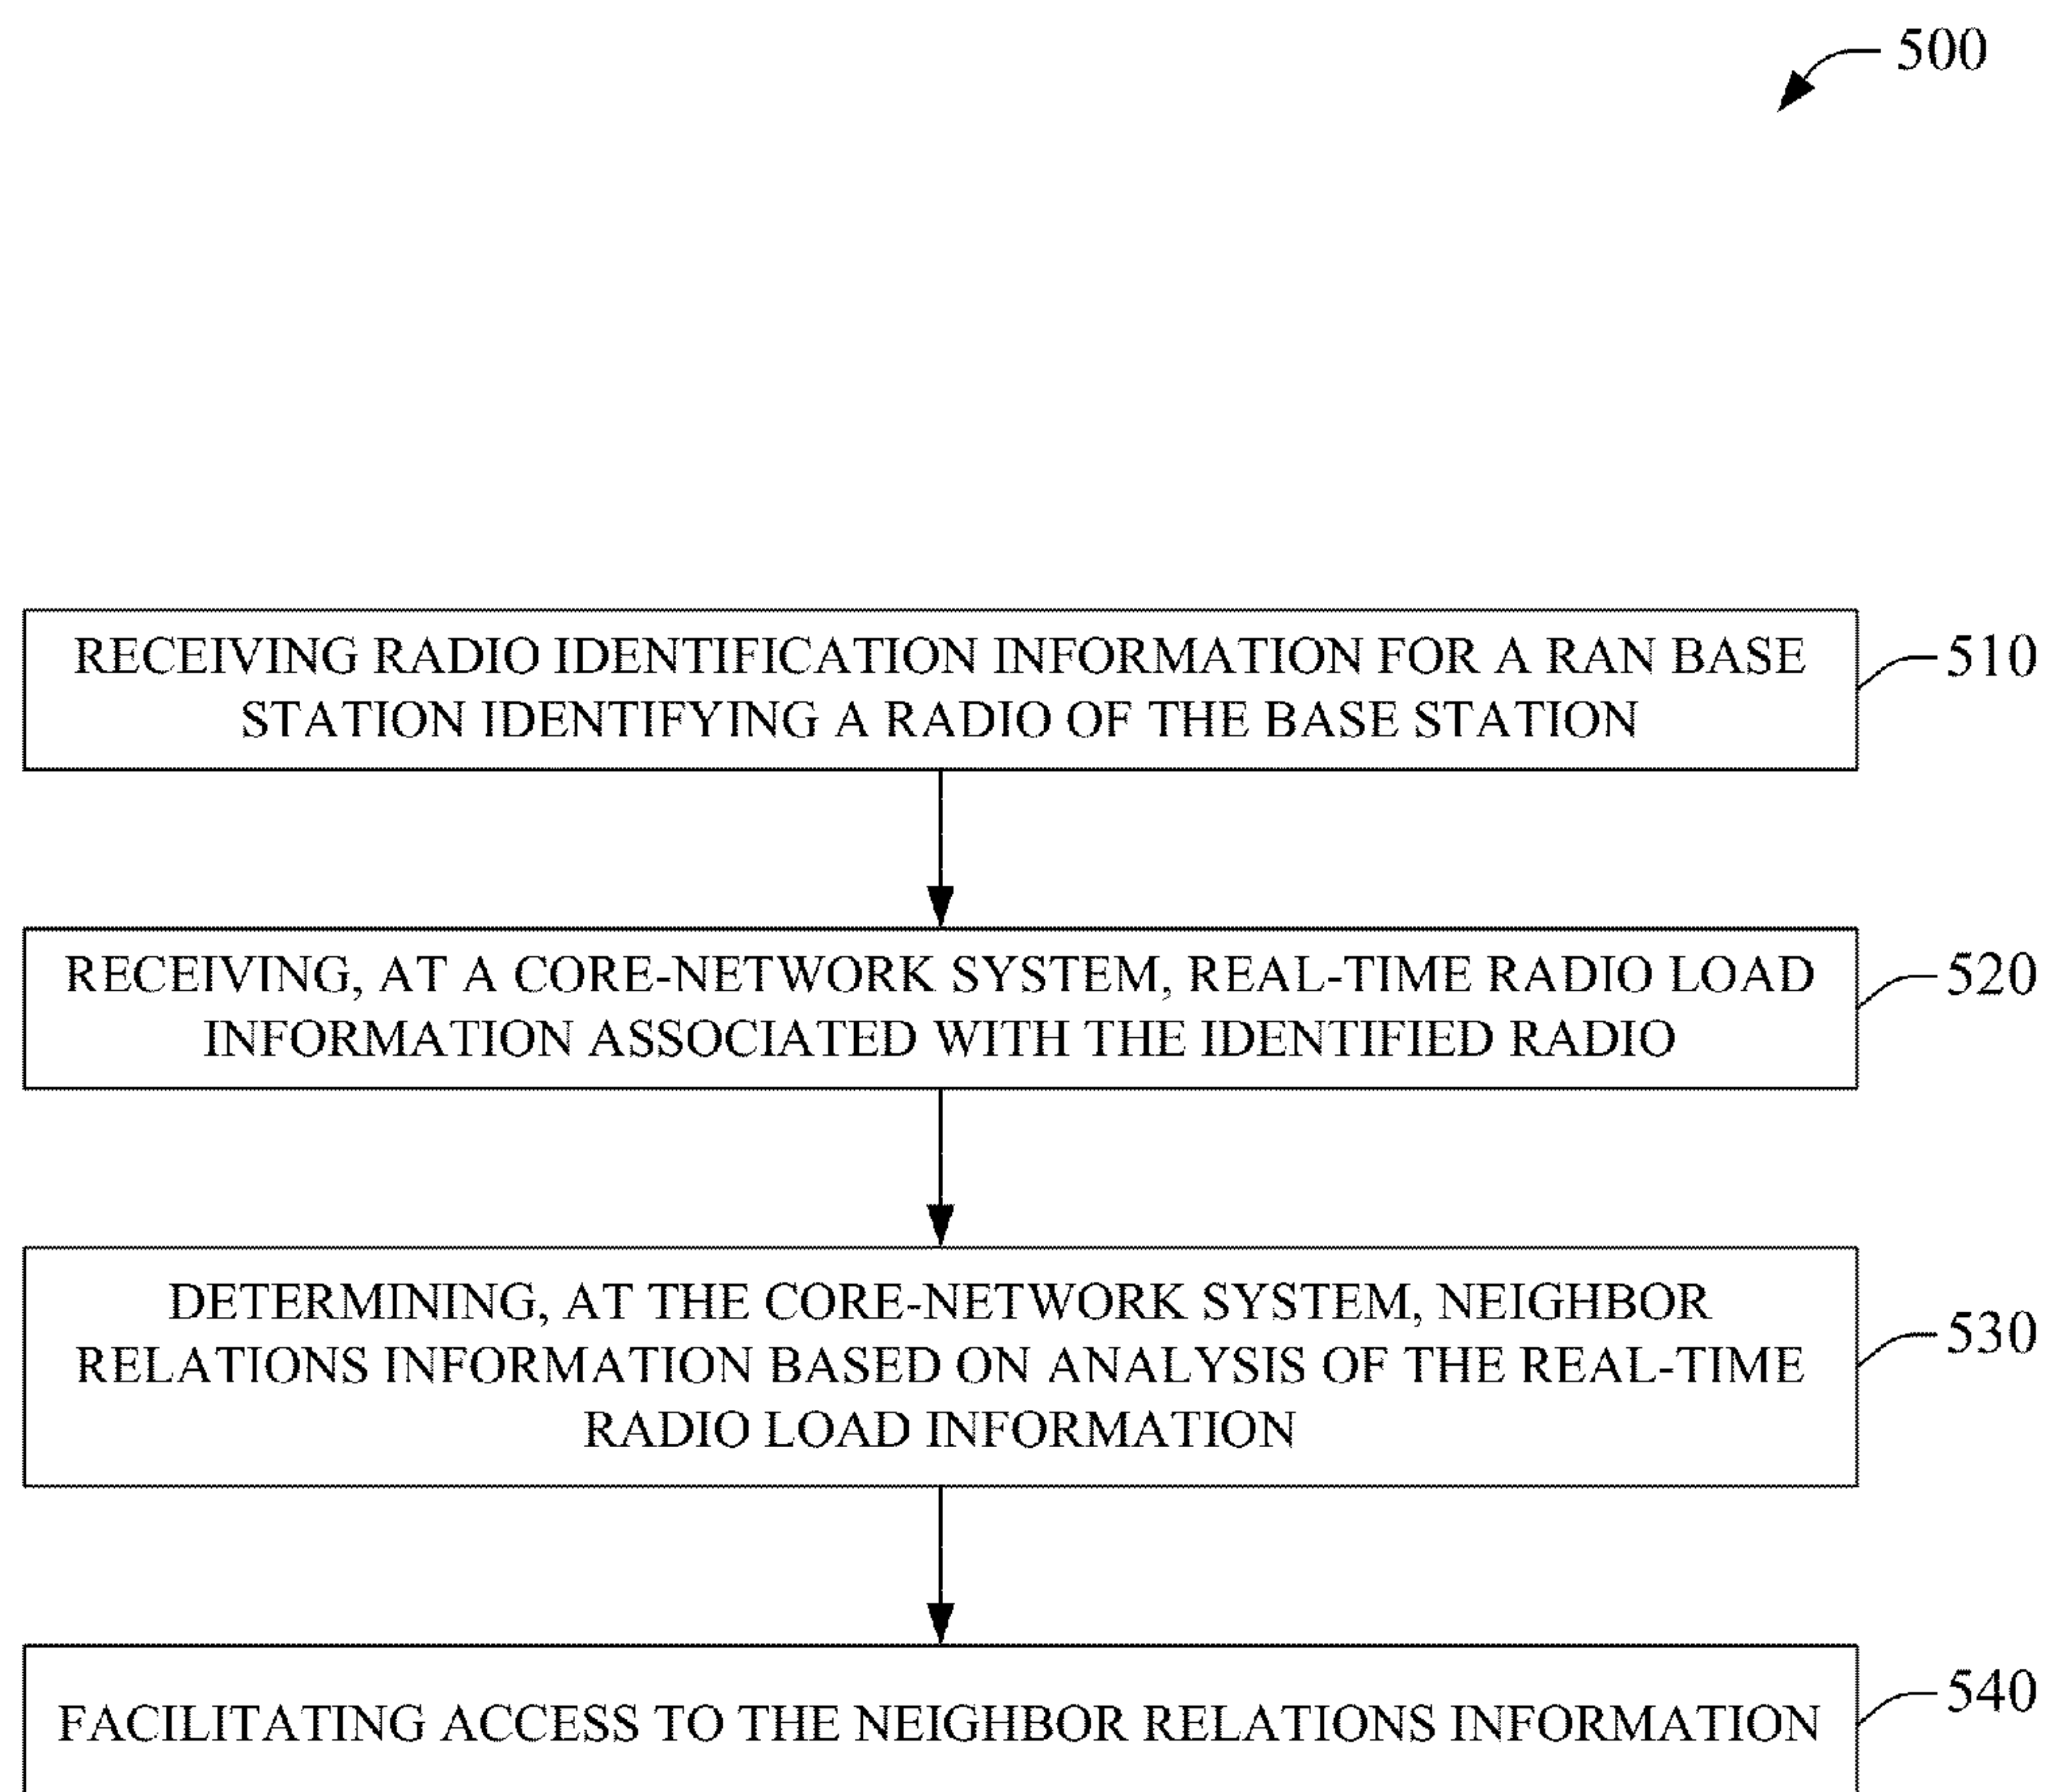 500
RECEIVING RADIO IDENTIFICATION INFORMATION FOR A RAN BASE
STATION IDENTIFYING A RADIO OF THE BASE STATION
510
RECEIVING, AT A CORE-NETWORK SYSTEM, REAL-TIME RADIO LOAD
INFORMATION ASSOCIATED WITH THE IDENTIFIED RADIO
520
DETERMINING, AT THE CORE-NETWORK SYSTEM, NEIGHBOR
RELATIONS INFORMATION BASED ON ANALYSIS OF THE REAL-TIME
RADIO LOAD INFORMATION
530
FACILITATING ACCESS TO THE NEIGHBOR RELATIONS INFORMATION
540